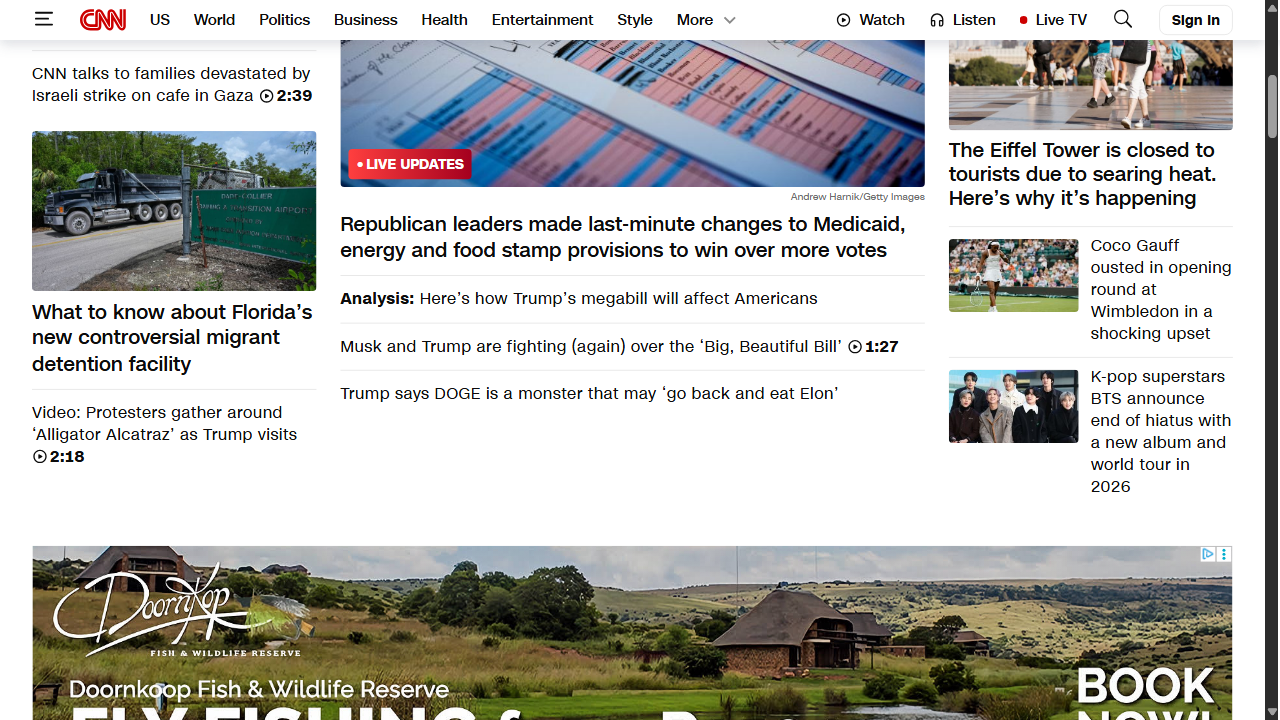 CNN
US
World
Politics
Business
Health
Entertainment
Style
More
Watch
Listen
Live TV
Sign In
CNN talks to families devastated by
Israeli strike on cafe in Gaza 2:39
What to know about Florida’s
new controversial migrant
detention facility
Video: Protesters gather around
‘Alligator Alcatraz’ as Trump visits
2:18
LIVE UPDATES
Andrew Harnik/Getty Images
Republican leaders made last-minute changes to Medicaid,
energy and food stamp provisions to win over more votes
Analysis: Here’s how Trump’s megabill will affect Americans
Musk and Trump are fighting (again) over the ‘Big, Beautiful Bill’ 1:27
Trump says DOGE is a monster that may ‘go back and eat Elon’
The Eiffel Tower is closed to
tourists due to searing heat.
Here’s why it’s happening
Coco Gauff
ousted in opening
round at
Wimbledon in a
shocking upset
K-pop superstars
BTS announce
end of hiatus with
a new album and
world tour in
2026
DoornKop
FISH & WILDLIFE RESERVE
Doornkoop Fish & Wildlife Reserve
FLY FISHING
BOOK
NOW!